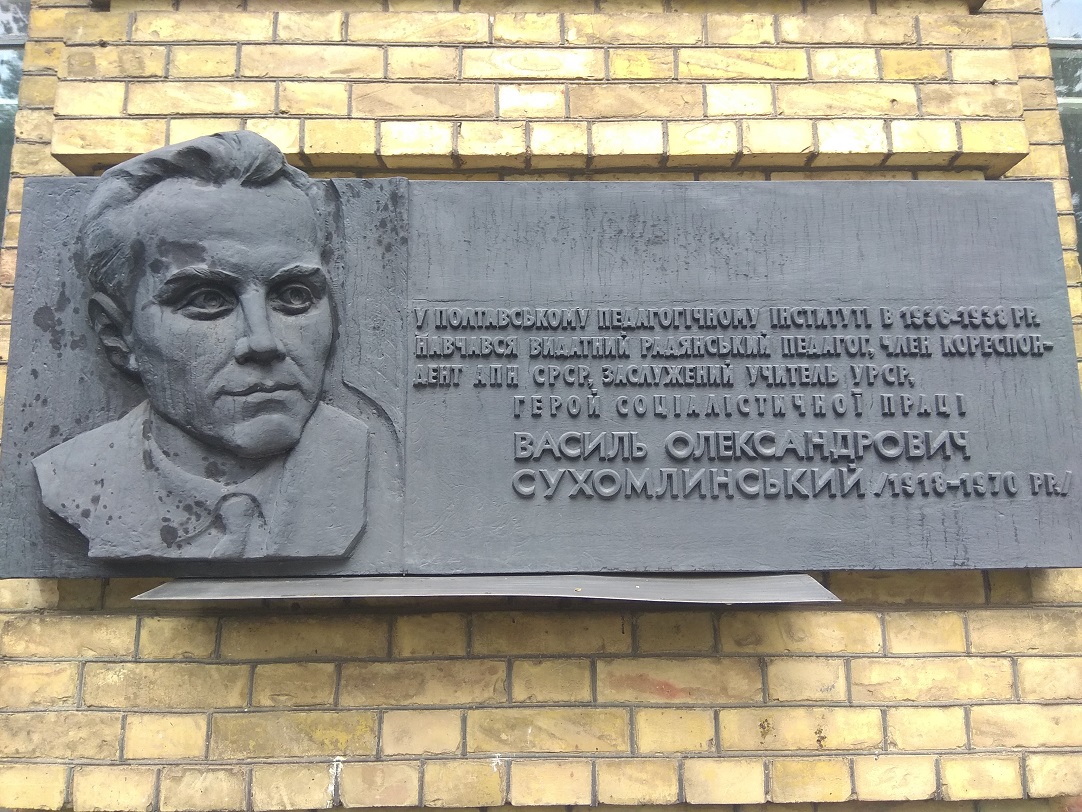 У ПОЛТАВСЬКОМУ ПЕДАГОГІЧНОМУ ІНСТИТУТІ В 1936-1938 РР.
НАВЧАВСЯ ВИДАТНИЙ РАДЯНСЬКИЙ ПЕДАГОГ, ЧЛЕН КОРЕСПОН-
ДЕНТ АПН СРСР, ЗАСЛУЖЕНИЙ УЧИТЕЛЬ УРСР,
ГЕРОЙ СОЦІАЛІСТИЧНОЇ ПРАЦІ
ВАСИЛЬ ОЛЕКСАНДРОВИЧ
СУХОМЛИНСЬКИЙ /1918-1970 РР./